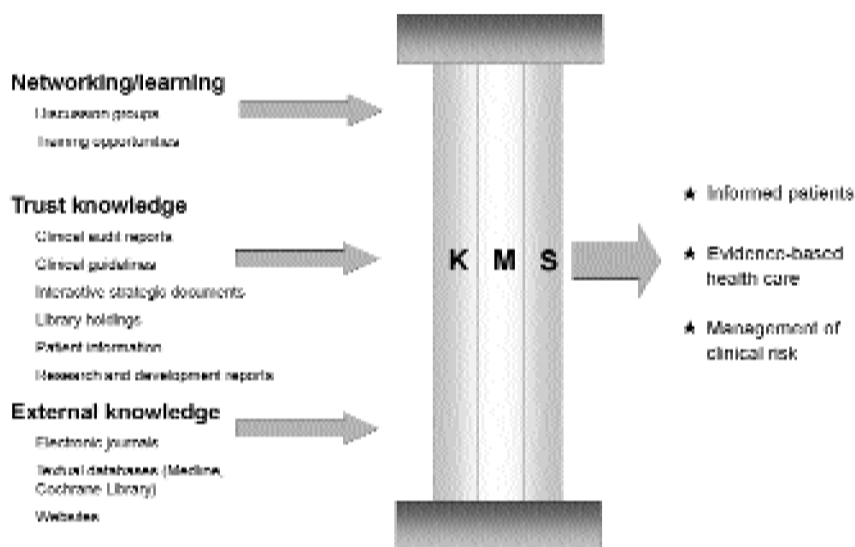 Networking/learning
Discussion groups
Training opportunities
Trust knowledge
Clinical audit reports
Clinical guidelines
Interactive strategic documents
Library holdings
Patient information
Research and development reports
External knowledge
Electronic journals
Textual databases (Medline,
Cochrane Library)
Websites
K M S
★ Informed patients
★ Evidence-based
health care
★ Management of
clinical risk